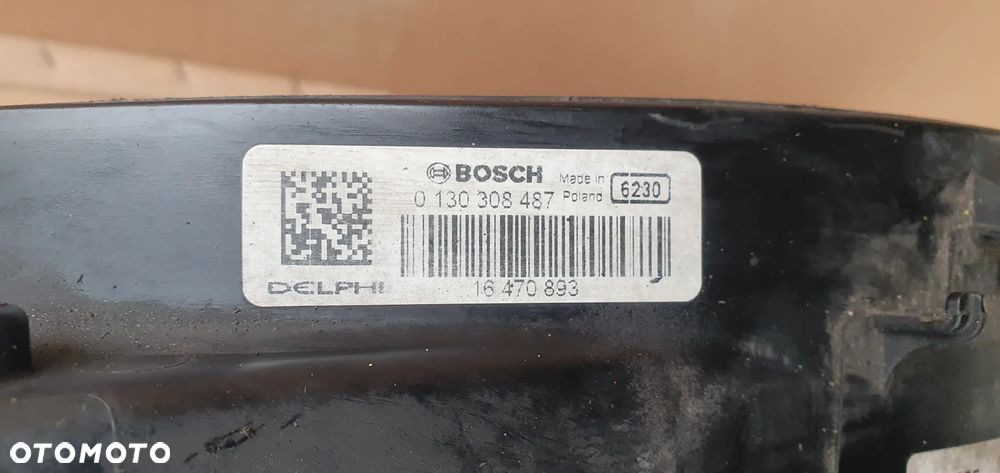 BOSCH Made in Poland 6230
0 130 308 487
DELPHI 16 470 893
OTOMOTO